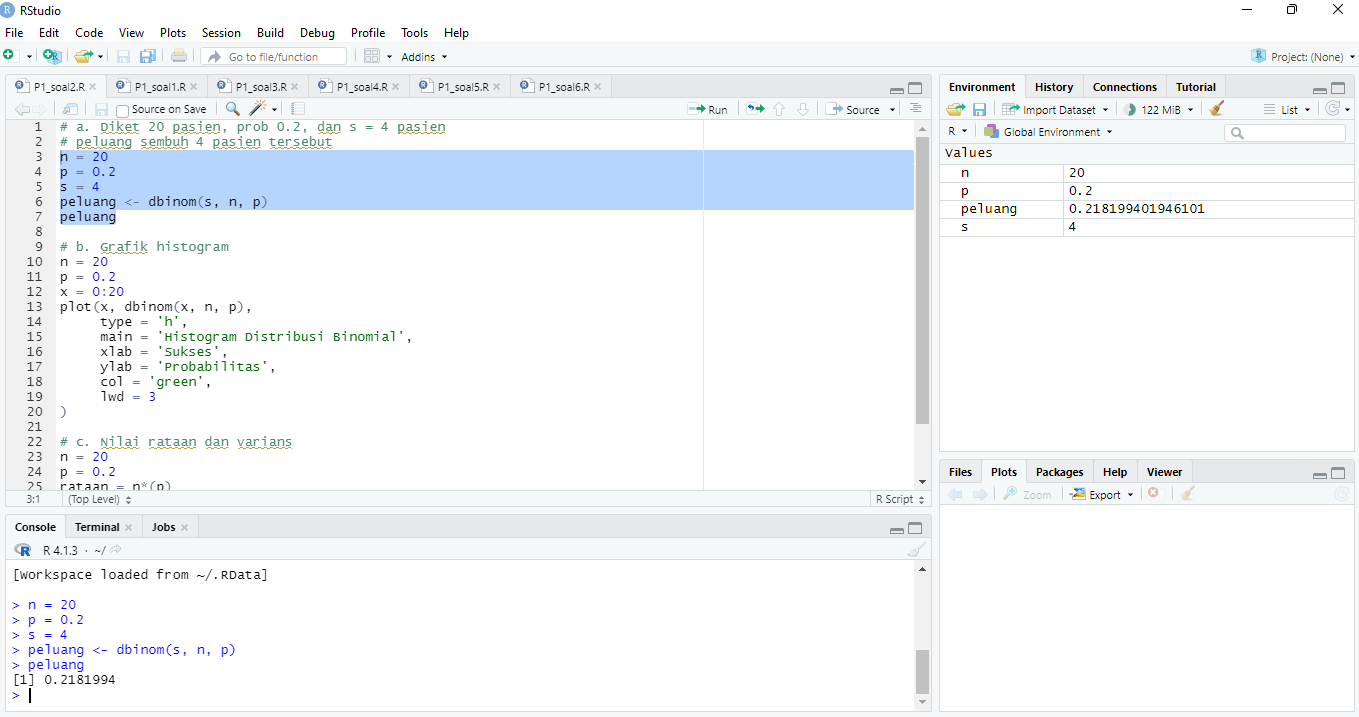 RStudio
File Edit Code View Plots Session Build Debug Profile Tools Help
Go to file/function Addins Project: (None)
P1_soal2.R P1_soal1.R P1_soal3.R P1_soal4.R P1_soal5.R P1_soal6.R
Source on Save Run Source
1 # a. Diket 20 pasien, prob 0.2, dan s = 4 pasien
2 # peluang sembuh 4 pasien tersebut
3 n = 20
4 p = 0.2
5 s = 4
6 peluang <- dbinom(s, n, p)
7 peluang
8
9 # b. Grafik histogram
10 n = 20
11 p = 0.2
12 x = 0:20
13 plot(x, dbinom(x, n, p),
14 type = 'h',
15 main = 'Histogram Distribusi Binomial',
16 xlab = 'Sukses',
17 ylab = 'Probabilitas',
18 col = 'green',
19 lwd = 3
20 )
21
22 # c. Nilai rataan dan varians
23 n = 20
24 p = 0.2
25 rataan = n*(p)
3:1 (Top Level) R Script
Console Terminal Jobs
R 4.1.3 · ~/
[Workspace loaded from ~/.RData]
> n = 20
> p = 0.2
> s = 4
> peluang <- dbinom(s, n, p)
> peluang
[1] 0.2181994
>
Environment History Connections Tutorial
Import Dataset 122 MiB List
R Global Environment
Values
n 20
p 0.2
peluang 0.218199401946101
s 4
Files Plots Packages Help Viewer
Zoom Export